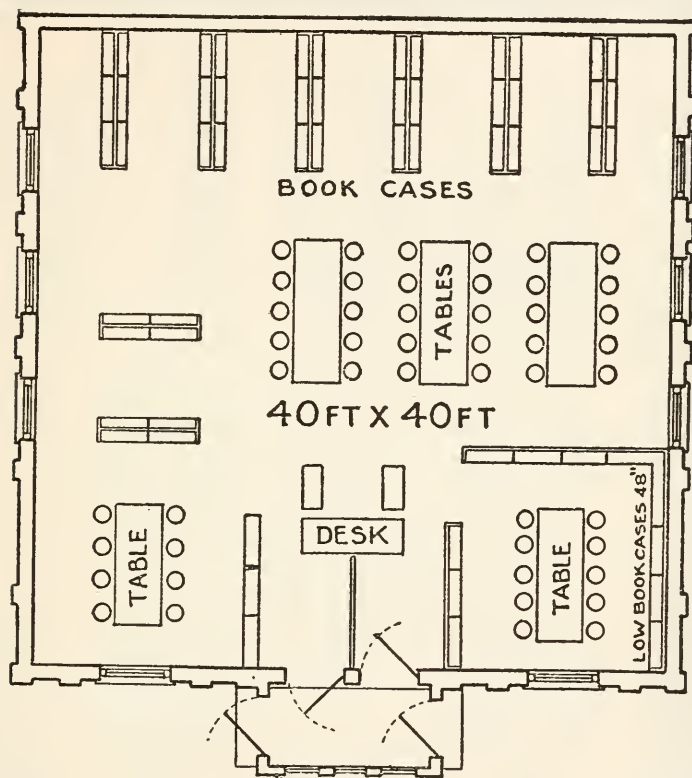 BOOK CASES
TABLES
40FT X 40FT
DESK
TABLE
TABLE
LOW BOOK CASES 48"